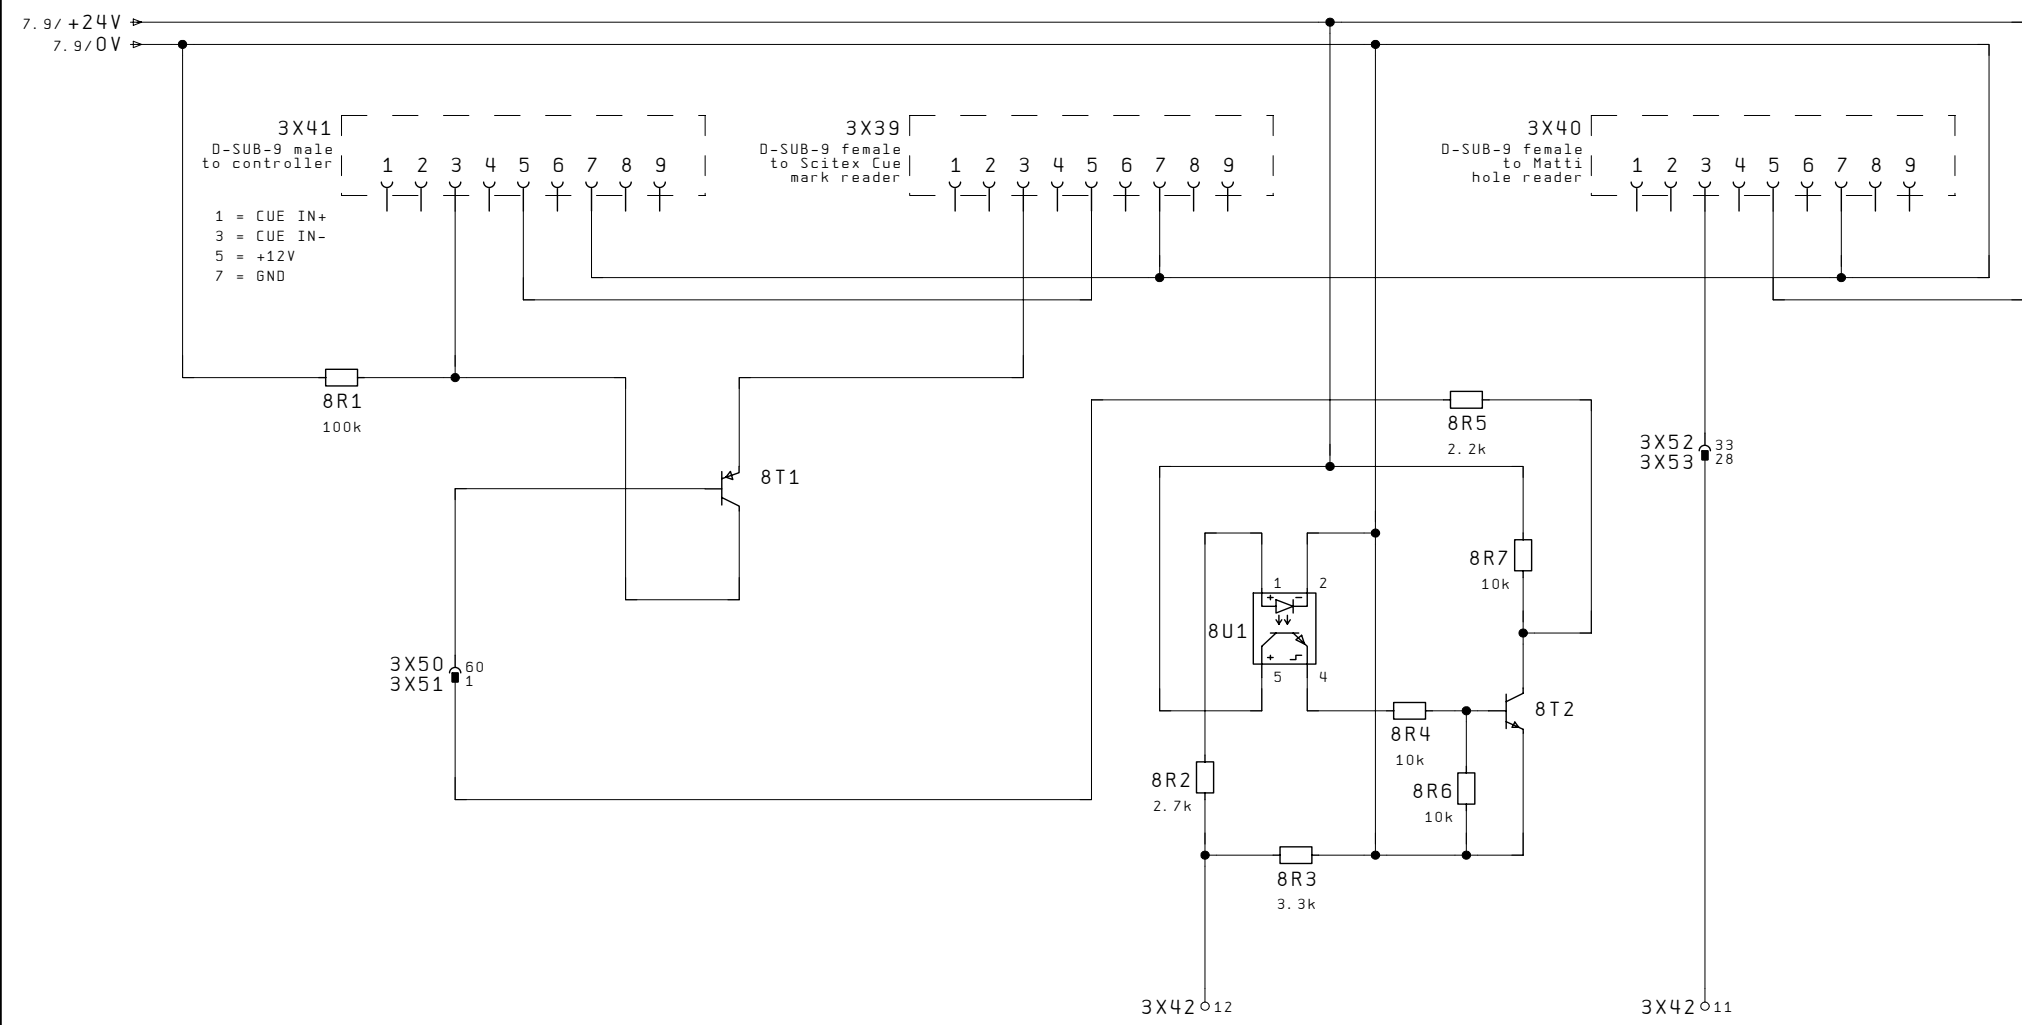 7.9/+24V
7.9/0V
3X41
D-SUB-9 male
to controller
1 2 3 4 5 6 7 8 9
1 = CUE IN+
3 = CUE IN-
5 = +12V
7 = GND
3X39
D-SUB-9 female
to Scitex Cue
mark reader
1 2 3 4 5 6 7 8 9
3X40
D-SUB-9 female
to Matti
hole reader
1 2 3 4 5 6 7 8 9
8R1
100k
8R5
2.2k
3X52 33
3X53 28
8T1
8R7
10k
1 2
8U1
+ -
+
5 4
3X50 60
3X51 1
8T2
8R4
10k
8R2
2.7k
8R6
10k
8R3
3.3k
3X42 12
3X42 11